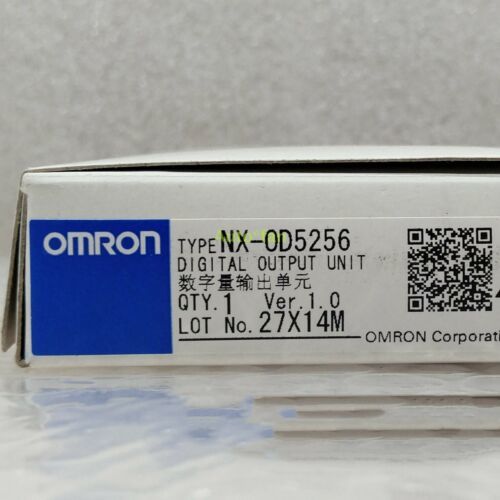 OMRON
TYPE NX-OD5256
DIGITAL OUTPUT UNIT
数字量输出单元
QTY. 1 Ver.1.0
LOT No. 27X14M
OMRON Corporati